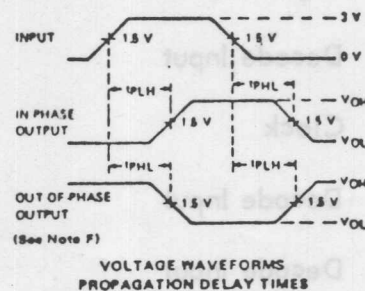 3 V
INPUT 1.5 V 1.5 V
0 V
tPLH tPHL
VOH
IN PHASE
OUTPUT 1.5 V 1.5 V
VOL
tPHL tPLH
VOH
OUT OF PHASE
OUTPUT 1.5 V 1.5 V
VOL
(See Note F)
VOLTAGE WAVEFORMS
PROPAGATION DELAY TIMES